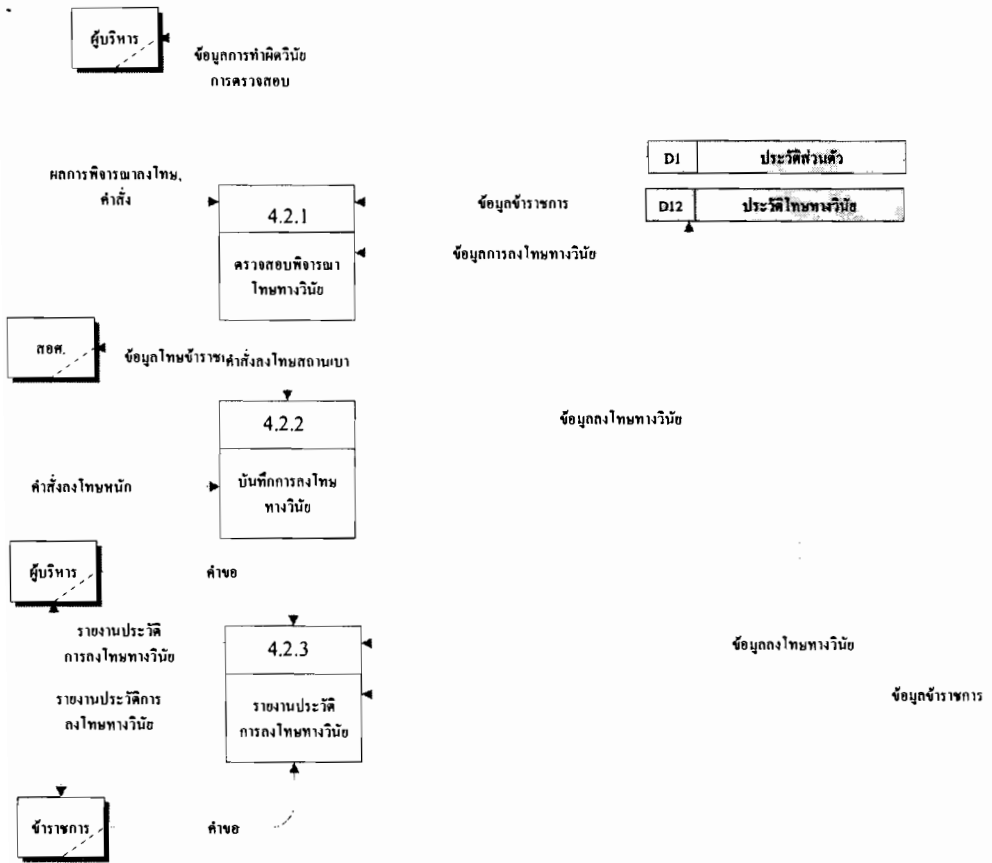 ผู้บริหาร
ข้อมูลการทำผิดวินัย
การตรวจสอบ
ผลการพิจารณาลงโทษ,
คำสั่ง
4.2.1
ตรวจสอบพิจารณา
โทษทางวินัย
ข้อมูลข้าราชการ
ข้อมูลการลงโทษทางวินัย
D1 ประวัติส่วนตัว
D12 ประวัติโทษทางวินัย
สอศ.
ข้อมูลโทษข้าราช
คำสั่งลงโทษสถานเบา
4.2.2
บันทึกการลงโทษ
ทางวินัย
ข้อมูลลงโทษทางวินัย
คำสั่งลงโทษหนัก
ผู้บริหาร
คำขอ
รายงานประวัติ
การลงโทษทางวินัย
4.2.3
รายงานประวัติ
การลงโทษทางวินัย
ข้อมูลลงโทษทางวินัย
รายงานประวัติการ
ลงโทษทางวินัย
ข้อมูลข้าราชการ
ข้าราชการ
คำขอ